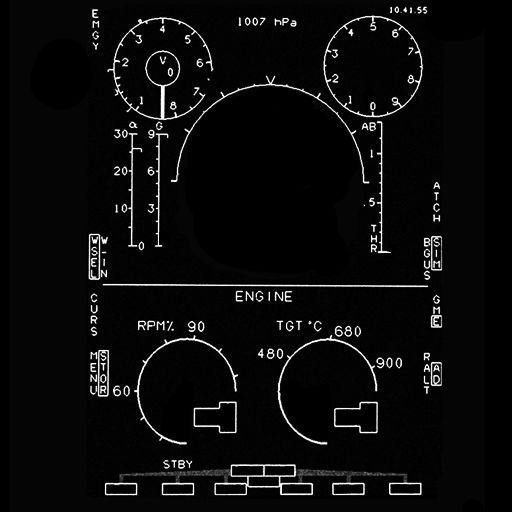 EMGY
1007 hPa
10.41.55
4
3
5
2
V
6
0
1
8
7
5
4
6
3
7
2
8
1
0
9
α
G
AB
30
9
1
20
6
10
3
.5
0
THR
ATCH
WSEL
W-IN
BGUS
SIM
ENGINE
CURS
GME
RPM%
90
TGT °C
680
480
900
60
MENU
STOR
RALT
AD
STBY